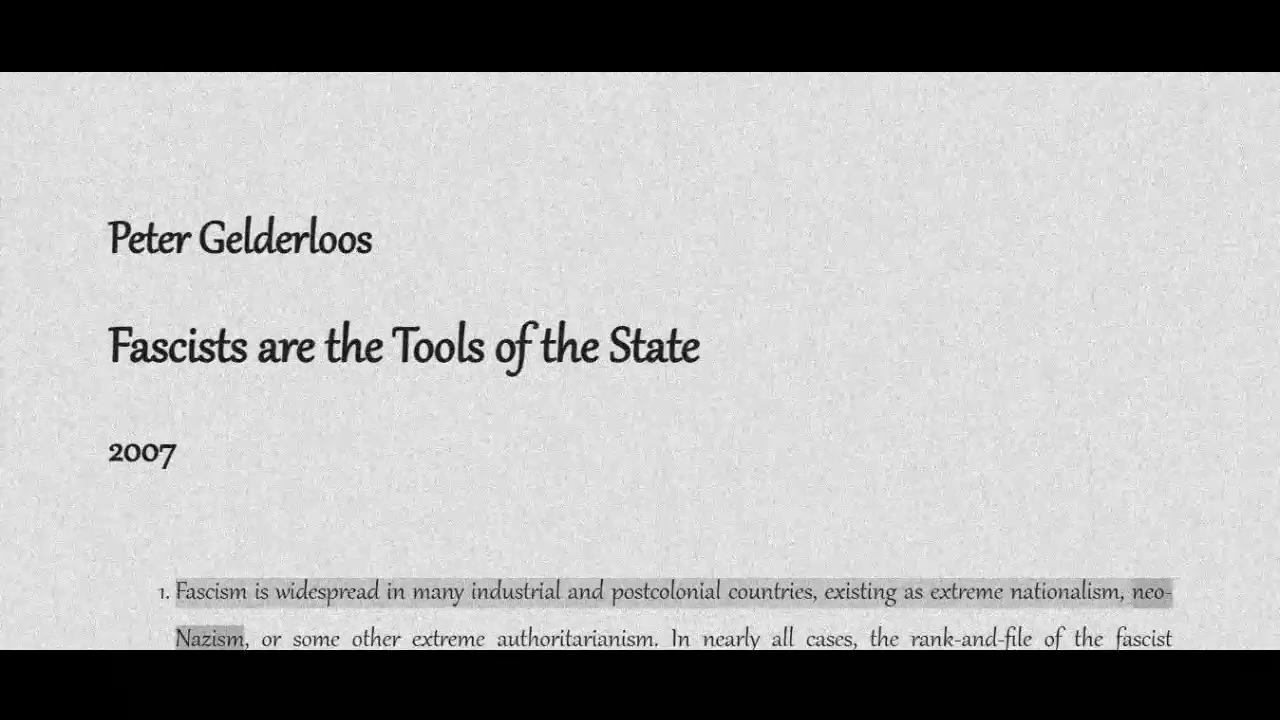 Peter Gelderloos
Fascists are the Tools of the State
2007
1. Fascism is widespread in many industrial and postcolonial countries, existing as extreme nationalism, neo-
Nazism, or some other extreme authoritarianism. In nearly all cases, the rank-and-file of the fascist